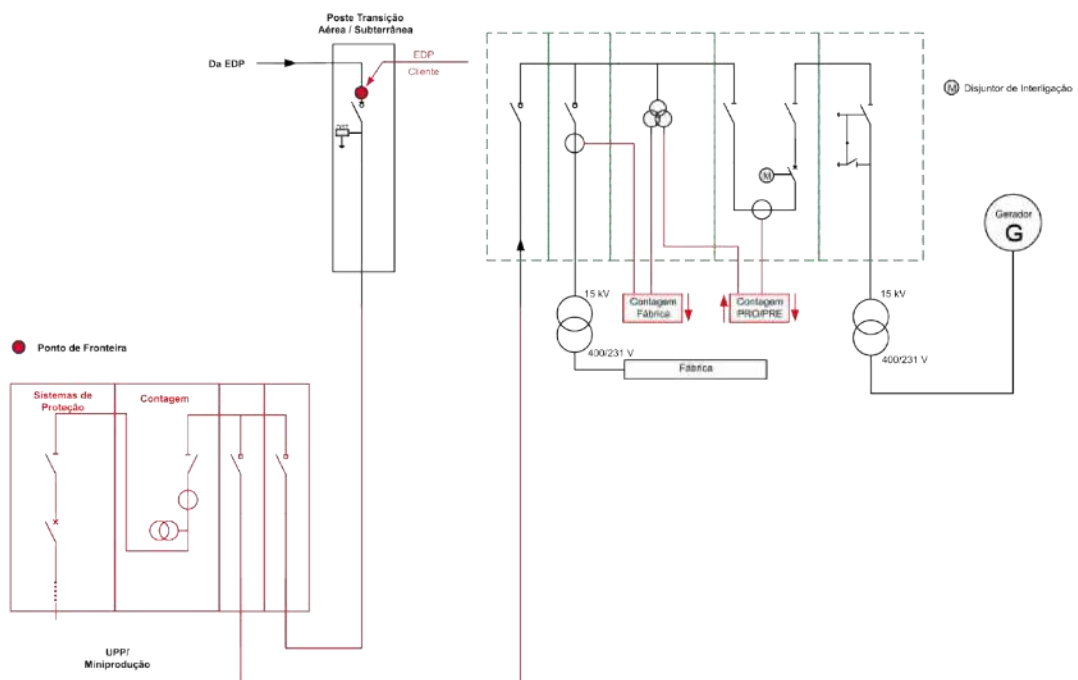 Poste Transição
Aérea / Subterrânea
Da EDP
EDP
Cliente
M
Disjuntor de Interligação
M
Gerador
G
15 kV
Contagem
Fábrica
Contagem
PRO/PRE
15 kV
400/231 V
400/231 V
Fábrica
Ponto de Fronteira
Sistemas de
Proteção
Contagem
UPP/
Miniprodução